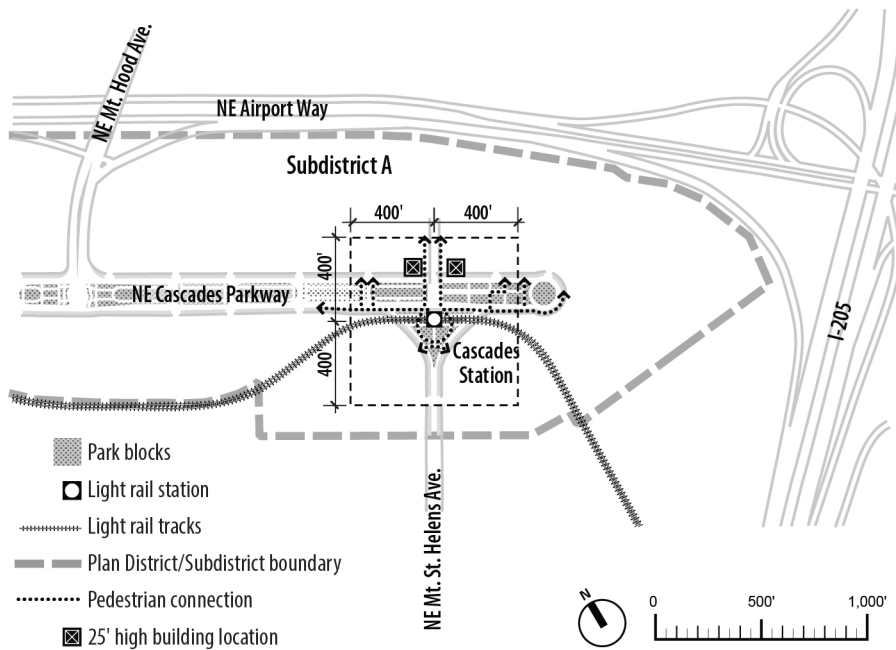 NE Mt. Hood Ave.
NE Airport Way
Subdistrict A
400'
400'
400'
NE Cascades Parkway
400'
Cascades
Station
I-205
NE Mt. St. Helens Ave.
Park blocks
Light rail station
Light rail tracks
Plan District/Subdistrict boundary
Pedestrian connection
25' high building location
N
0
500'
1,000'